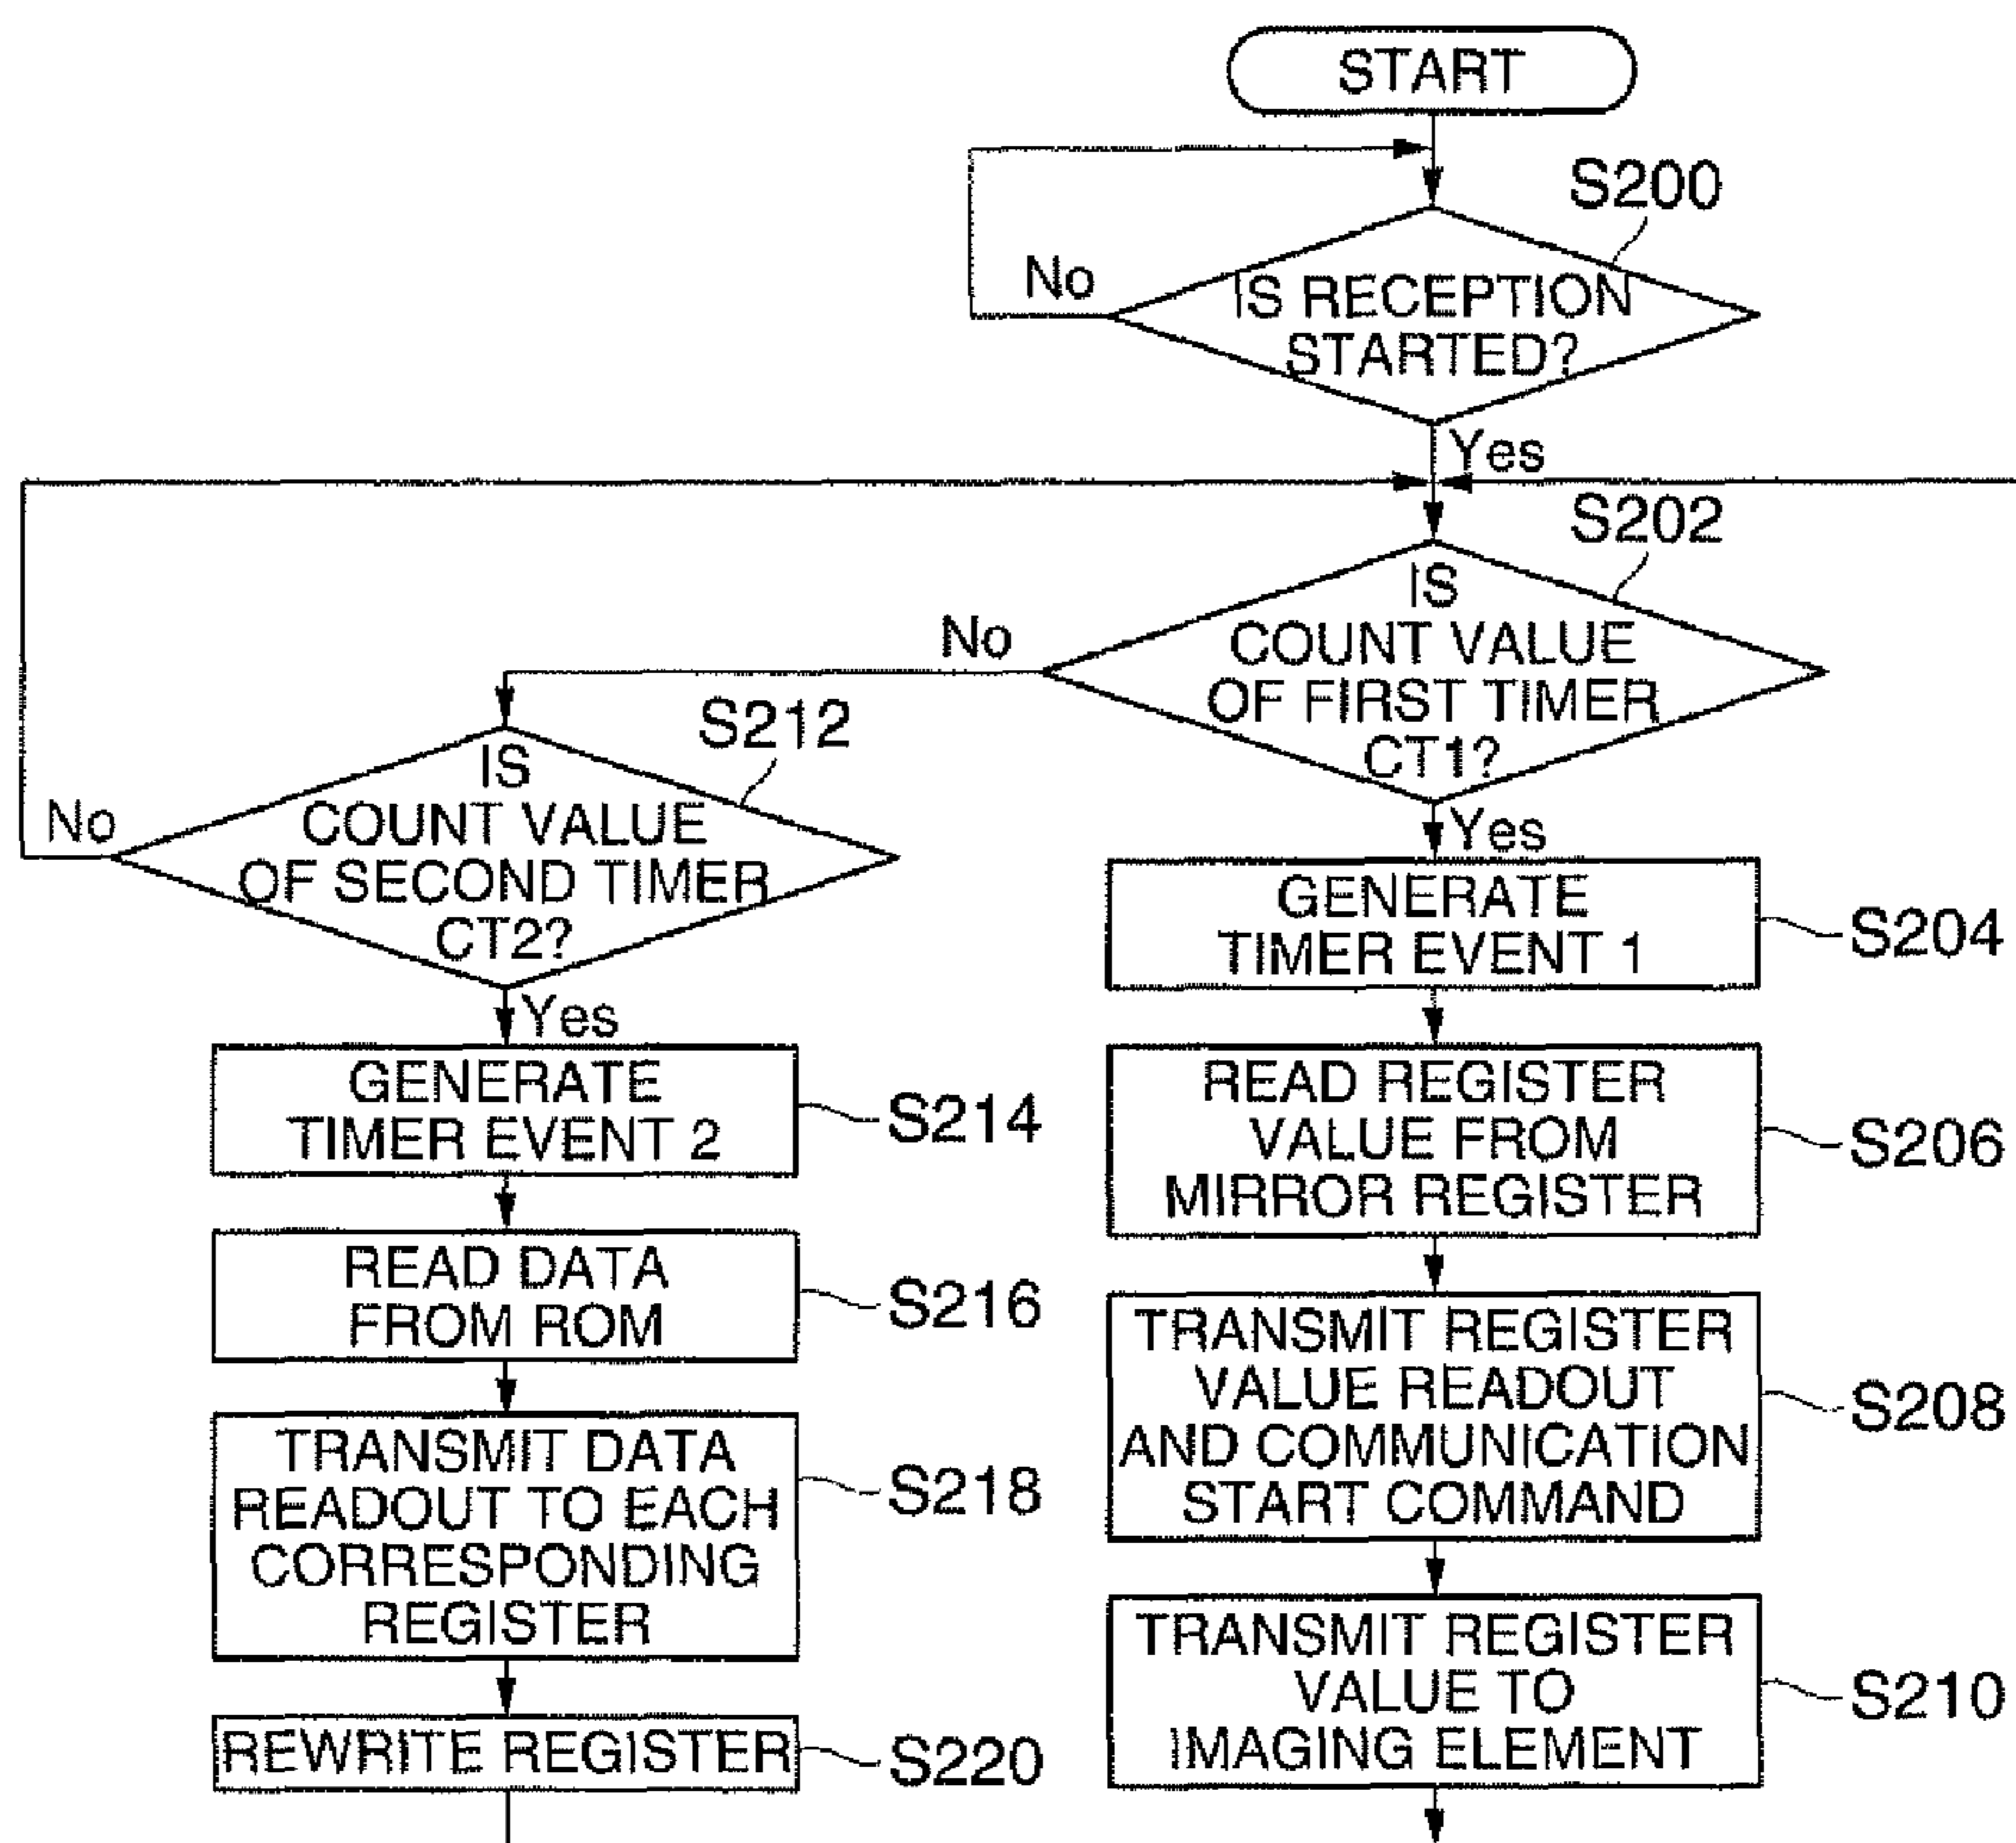 START
S200
No
IS RECEPTION
STARTED?
Yes
S202
IS
COUNT VALUE
OF FIRST TIMER
CT1?
No
Yes
S212
IS
COUNT VALUE
OF SECOND TIMER
CT2?
No
Yes
GENERATE
TIMER EVENT 1
S204
GENERATE
TIMER EVENT 2
S214
READ REGISTER
VALUE FROM
MIRROR REGISTER
S206
READ DATA
FROM ROM
S216
TRANSMIT REGISTER
VALUE READOUT
AND COMMUNICATION
START COMMAND
S208
TRANSMIT DATA
READOUT TO EACH
CORRESPONDING
REGISTER
S218
TRANSMIT REGISTER
VALUE TO
IMAGING ELEMENT
S210
REWRITE REGISTER
S220